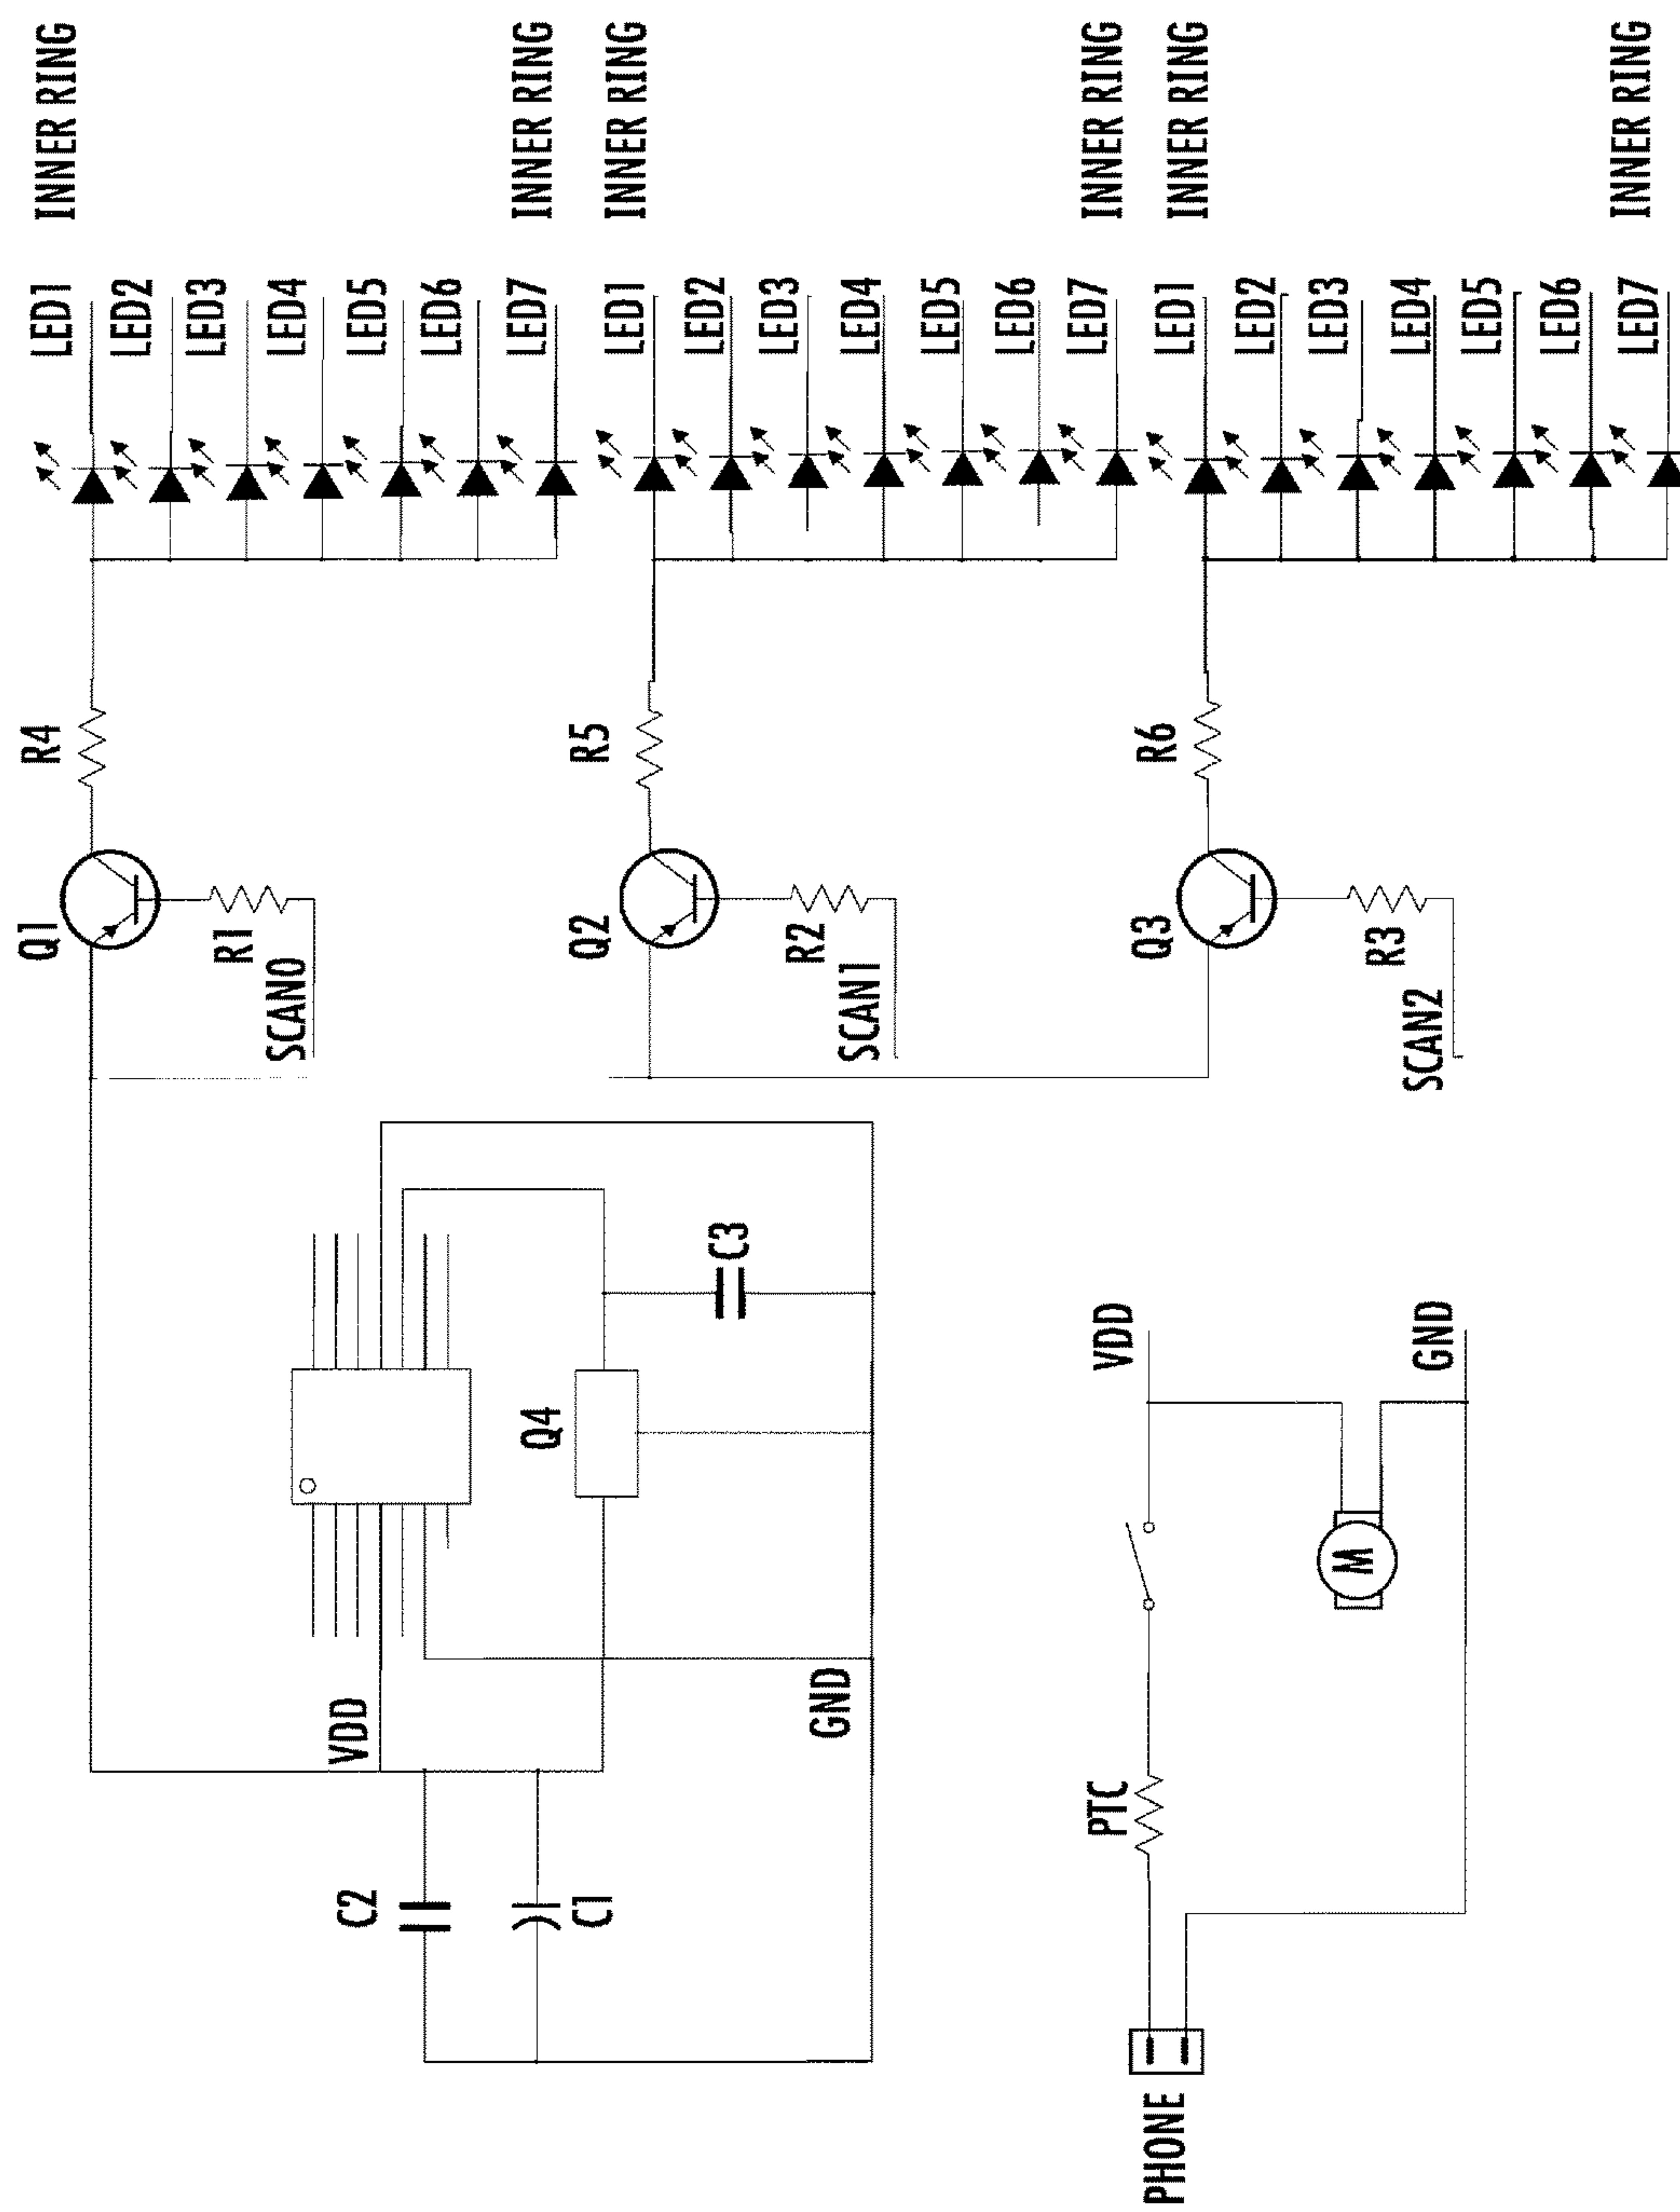 INNER RING
INNER RING
INNER RING
INNER RING
INNER RING
INNER RING
LED1
LED2
LED3
LED4
LED5
LED6
LED7
LED1
LED2
LED3
LED4
LED5
LED6
LED7
LED1
LED2
LED3
LED4
LED5
LED6
LED7
R4
R5
R6
Q1
R1
SCAN0
Q2
R2
SCAN1
Q3
R3
SCAN2
C3
Q4
VDD
GND
C2
C1
VDD
GND
M
PTC
PHONE